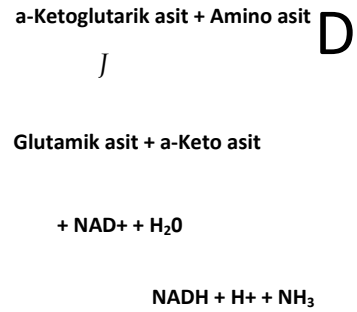 a-Ketoglutarik asit + Amino asit D
J
Glutamik asit + a-Keto asit
+ NAD+ + H₂0
NADH + H+ + NH₃